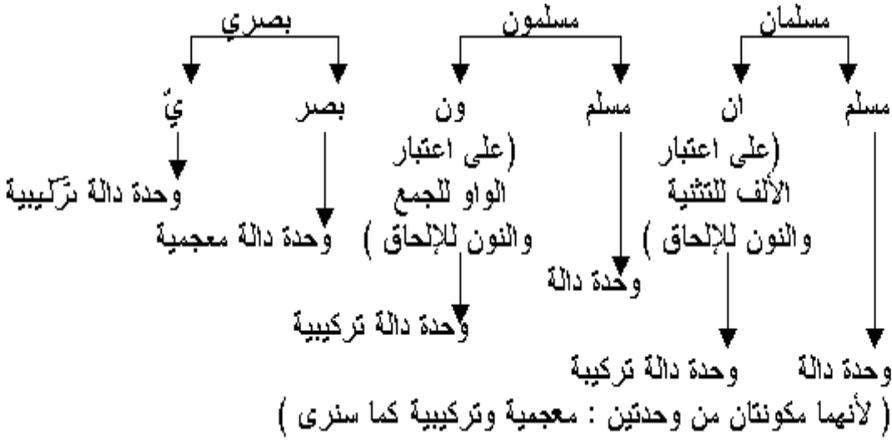 مسلمان مسلمون بصري
مسلم ان مسلم ون بصر يّ
(على اعتبار (على اعتبار
الألف للتثنية الواو للجمع
والنون للإلحاق ) والنون للإلحاق )
وحدة دالة تركيبية
وحدة دالة معجمية
وحدة دالة
وحدة دالة تركيبية
وحدة دالة وحدة دالة تركيبة
( لأنهما مكونتان من وحدتين : معجمية وتركيبية كما سنرى )